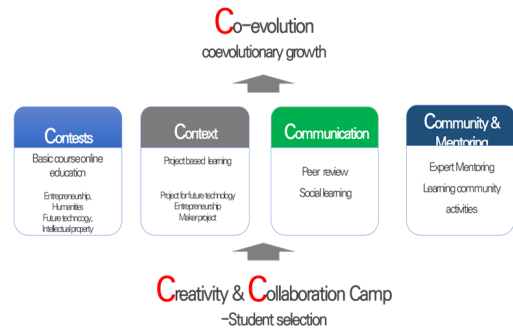 Co-evolution
coevolutionary growth
Contests
Basic course online
education
Entrepreneurship,
Humanities
Future techncogy,
Intellectual property
Context
Project based learning
Project for future technology
Entrepreneurship
Maker project
Communication
Peer review
Social learning
Community &
Mentoring
Expert Mentoring
Learning community
activities
Creativity & Collaboration Camp
-Student selection